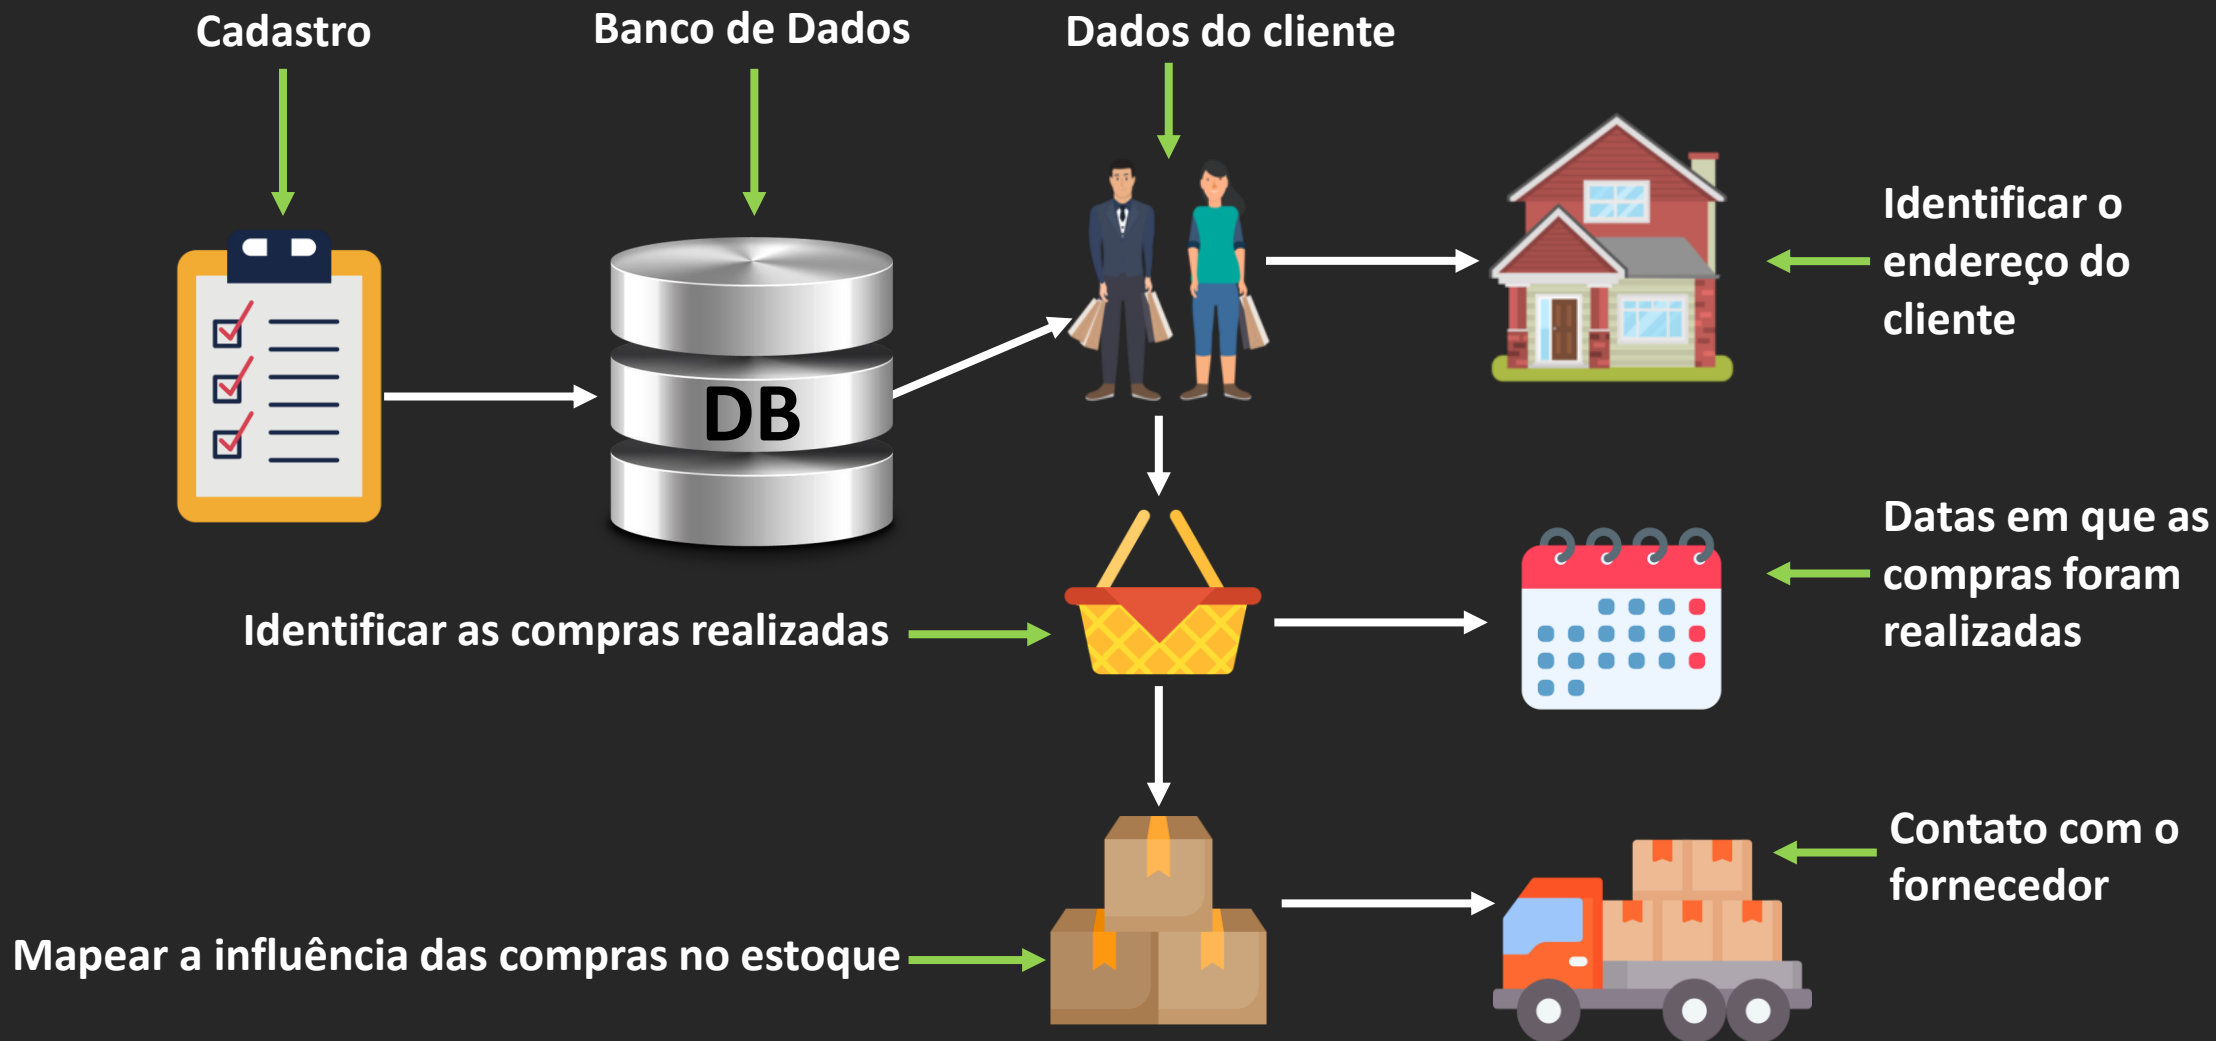 Cadastro
Banco de Dados
Dados do cliente
Identificar o
endereço do
cliente
DB
Identificar as compras realizadas
Datas em que as
compras foram
realizadas
Mapear a influência das compras no estoque
Contato com o
fornecedor